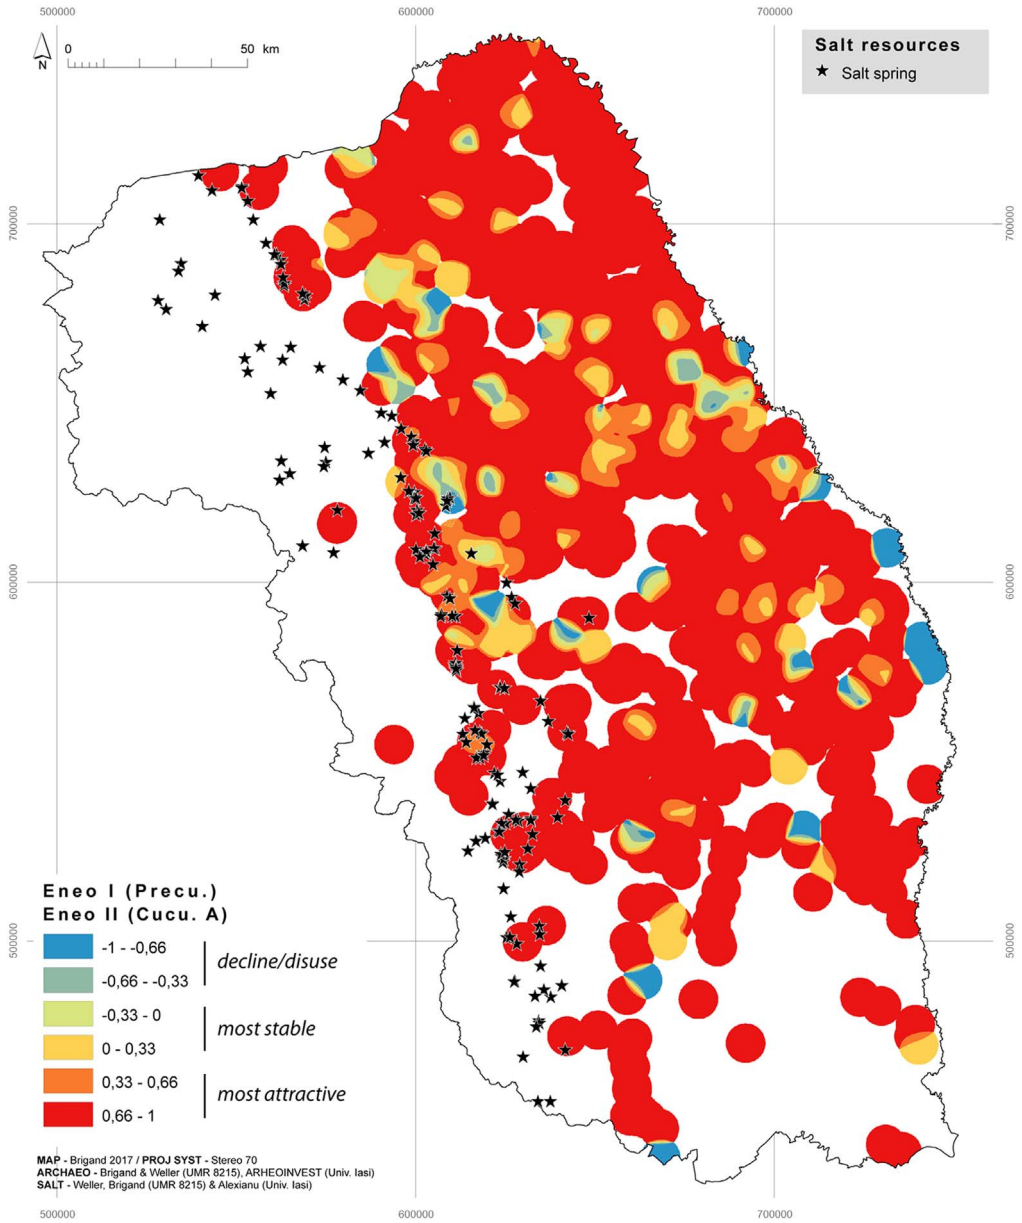 500000
600000
700000
0
50 km
N
Salt resources
Salt spring
700000
700000
600000
600000
500000
500000
Eneo I (Precu.)
Eneo II (Cucu. A)
-1 - -0,66
-0,66 - -0,33
decline/disuse
-0,33 - 0
0 - 0,33
most stable
0,33 - 0,66
0,66 - 1
most attractive
MAP - Brigand 2017 / PROJ SYST - Stereo 70
ARCHAEO - Brigand & Weller (UMR 8215), ARHEOINVEST (Univ. Iasi)
SALT - Weller, Brigand (UMR 8215) & Alexianu (Univ. Iasi)
500000
600000
700000